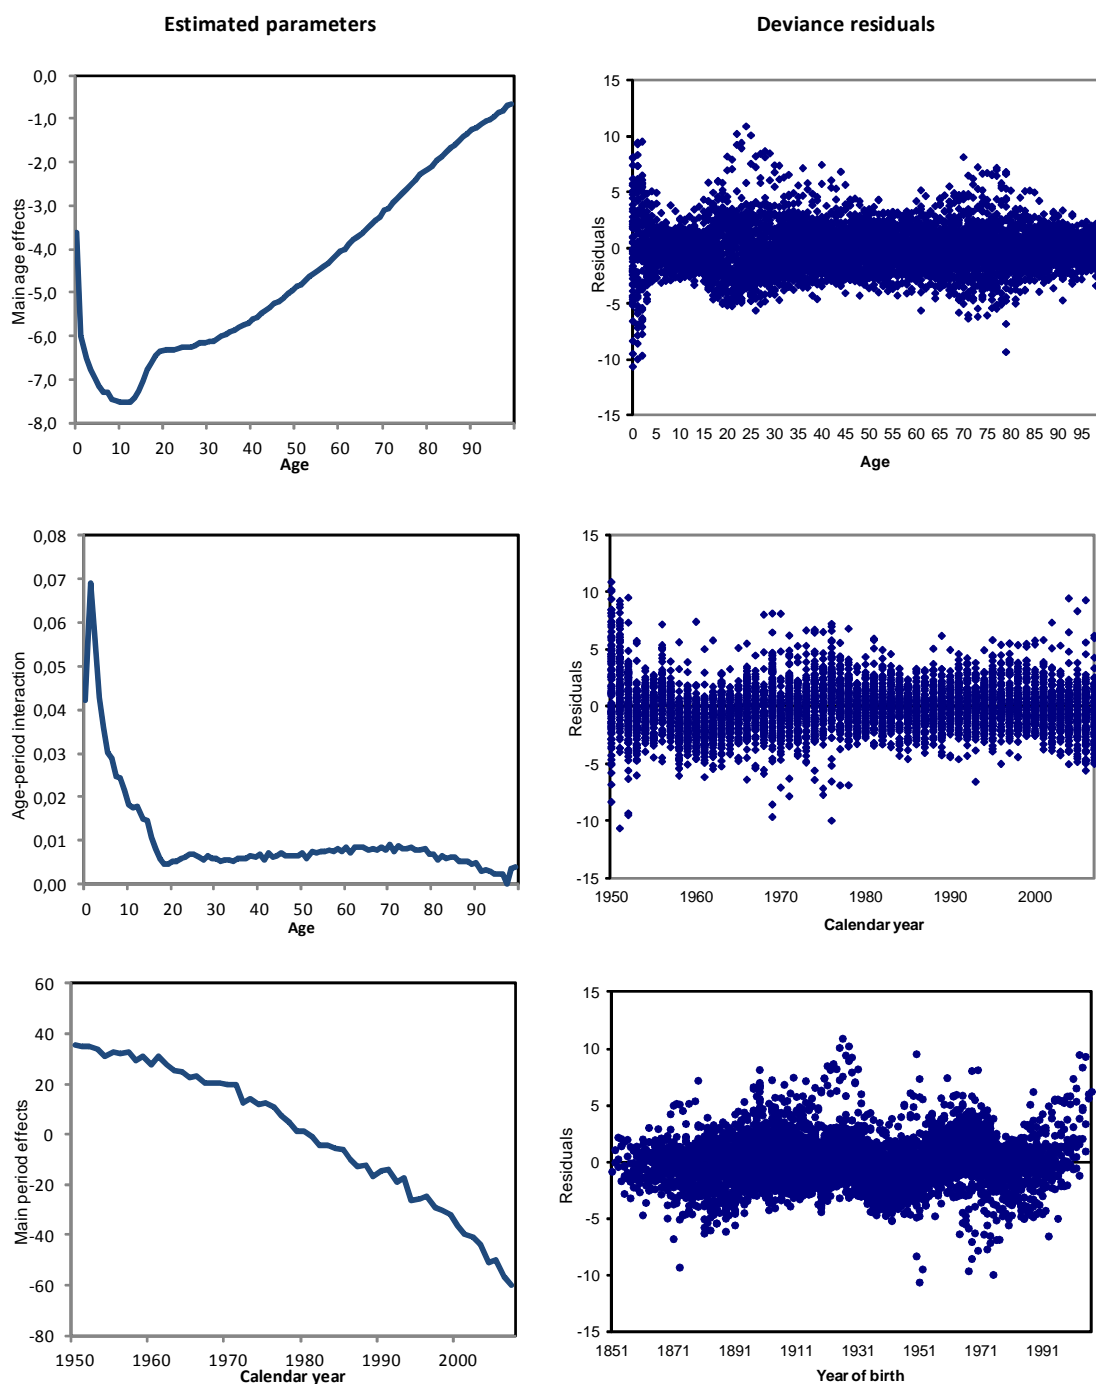 Estimated parameters
Deviance residuals
0,0
-1,0
-2,0
-3,0
-4,0
-5,0
-6,0
-7,0
-8,0
Main age effects
0 10 20 30 40 50 60 70 80 90
Age
15
10
5
0
-5
-10
-15
Residuals
0 5 10 15 20 25 30 35 40 45 50 55 60 65 70 75 80 85 90 95
Age
0,08
0,07
0,06
0,05
0,04
0,03
0,02
0,01
0,00
Age-period interaction
0 10 20 30 40 50 60 70 80 90
Age
15
10
5
0
-5
-10
-15
Residuals
1950 1960 1970 1980 1990 2000
Calendar year
60
40
20
0
-20
-40
-60
-80
Main period effects
1950 1960 1970 1980 1990 2000
Calendar year
15
10
5
0
-5
-10
-15
Residuals
1851 1871 1891 1911 1931 1951 1971 1991
Year of birth